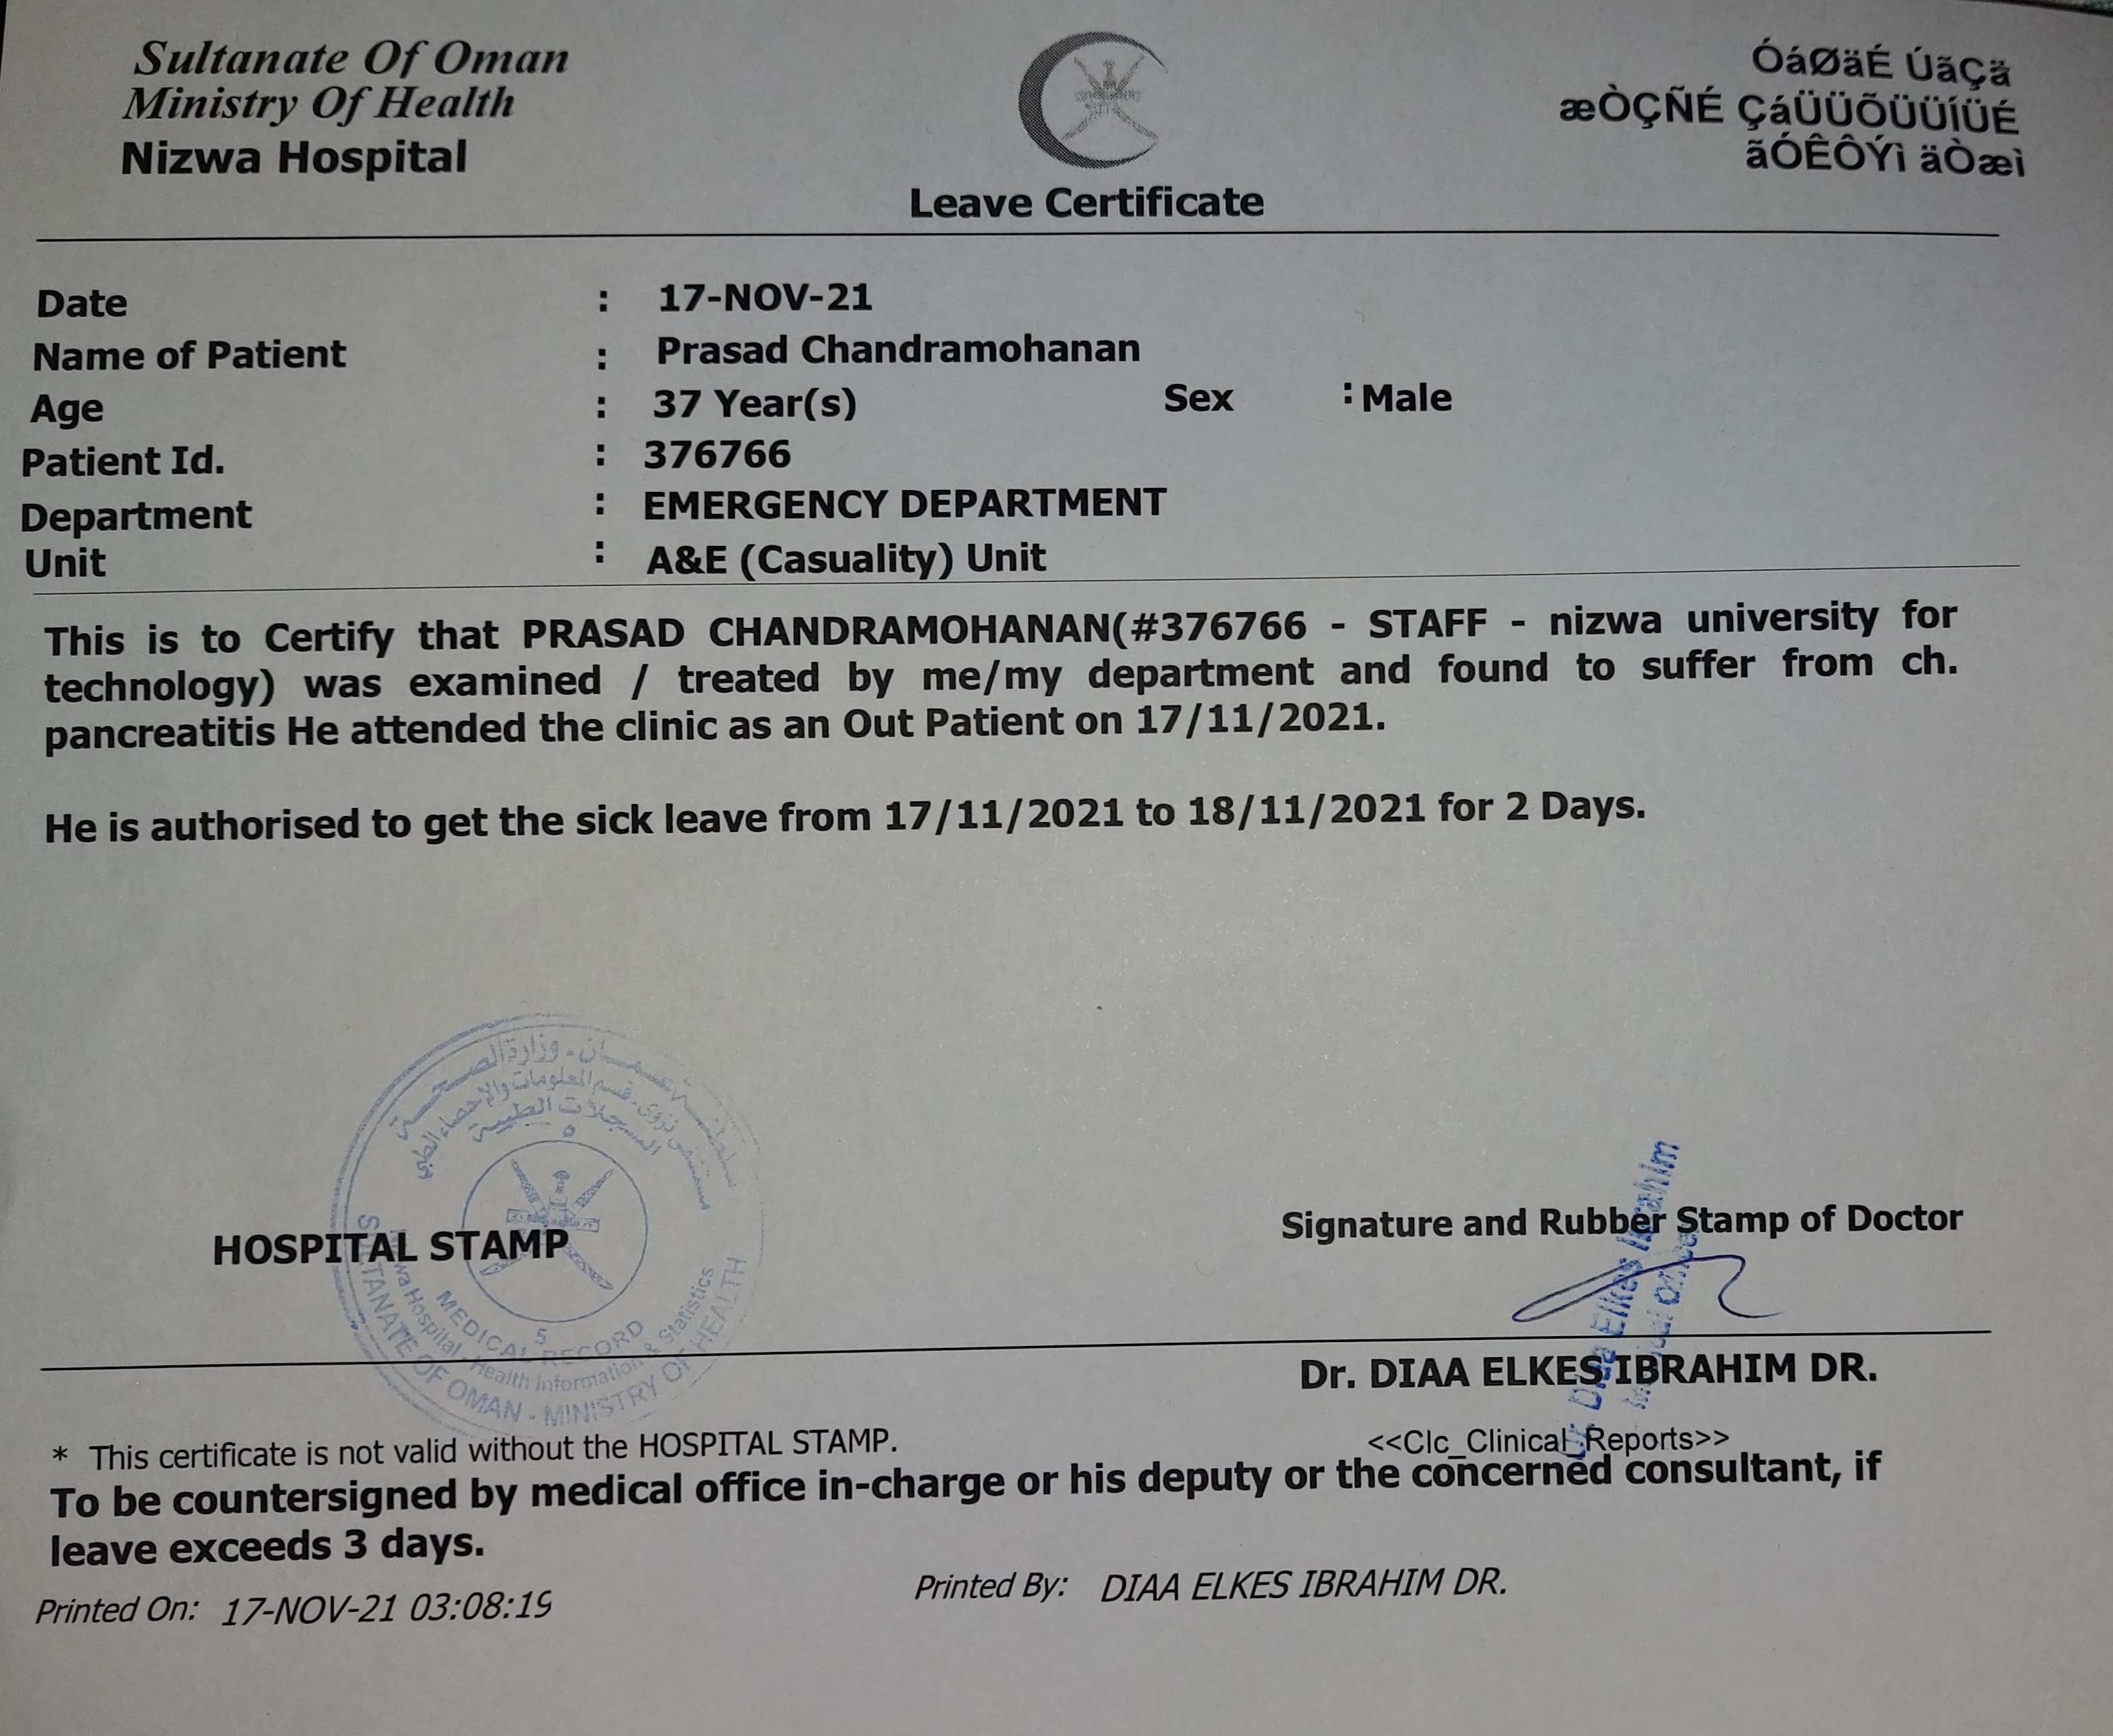 Sultanate Of Oman
Ministry Of Health
Nizwa Hospital
ÓáØäÉ ÚãÇä
æÒÇÑÉ ÇáÜÜÕÜÜÍÜÉ
ãÓÊÔÝì äÒæì
Leave Certificate
Date : 17-NOV-21
Name of Patient : Prasad Chandramohanan
Age : 37 Year(s) Sex : Male
Patient Id. : 376766
Department : EMERGENCY DEPARTMENT
Unit : A&E (Casuality) Unit
This is to Certify that PRASAD CHANDRAMOHANAN(#376766 - STAFF - nizwa university for
technology) was examined / treated by me/my department and found to suffer from ch.
pancreatitis He attended the clinic as an Out Patient on 17/11/2021.
He is authorised to get the sick leave from 17/11/2021 to 18/11/2021 for 2 Days.
سلطنة عمان - وزارة الصحة
مستشفى نزوى - قسم المعلومات والإحصاء الطبي
السجلات الطبية
MEDICAL RECORD
5
Nizwa Hospital - Health Information & Statistics
SULTANATE OF OMAN - MINISTRY OF HEALTH
HOSPITAL STAMP
Signature and Rubber Stamp of Doctor
Dr. Diaa Elkes Ibrahim
Medical Officer
Dr. DIAA ELKES IBRAHIM DR.
* This certificate is not valid without the HOSPITAL STAMP.
<<Clc_Clinical_Reports>>
To be countersigned by medical office in-charge or his deputy or the concerned consultant, if
leave exceeds 3 days.
Printed On: 17-NOV-21 03:08:19
Printed By: DIAA ELKES IBRAHIM DR.